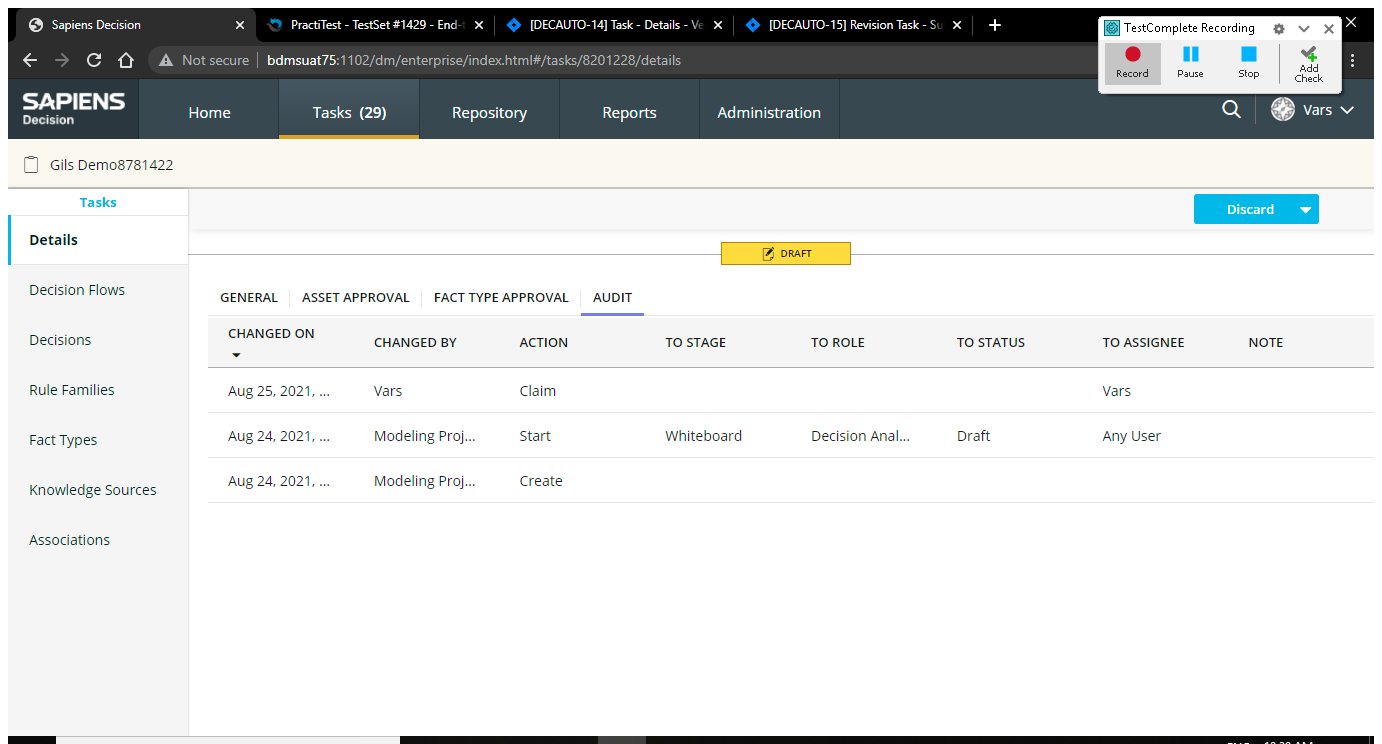 Sapiens Decision
PractiTest - TestSet #1429 - End-t
[DECAUTO-14] Task - Details - Ve
[DECAUTO-15] Revision Task - Su
TestComplete Recording
Record Pause Stop Add Check
Not secure bdmsuat75:1102/dm/enterprise/index.html#/tasks/8201228/details
SAPIENS
Decision
Home Tasks (29) Repository Reports Administration Vars
Gils Demo8781422
Tasks
Discard
Details
DRAFT
Decision Flows
Decisions
Rule Families
Fact Types
Knowledge Sources
Associations
GENERAL ASSET APPROVAL FACT TYPE APPROVAL AUDIT
CHANGED ON CHANGED BY ACTION TO STAGE TO ROLE TO STATUS TO ASSIGNEE NOTE
Aug 25, 2021, ... Vars Claim Vars
Aug 24, 2021, ... Modeling Proj... Start Whiteboard Decision Anal... Draft Any User
Aug 24, 2021, ... Modeling Proj... Create